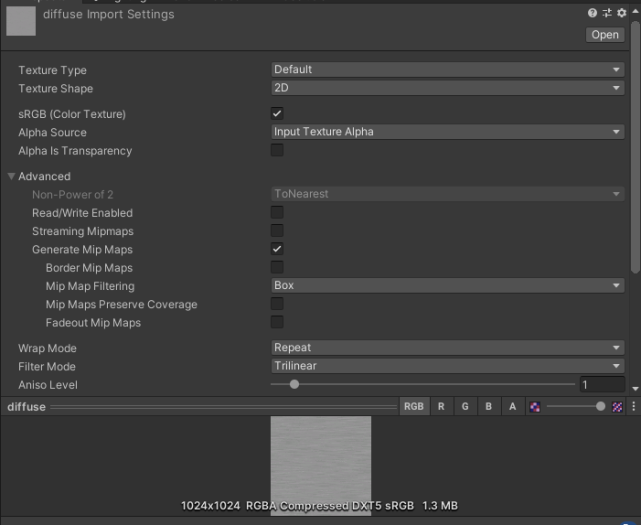 diffuse Import Settings
Open
Texture Type Default
Texture Shape 2D
sRGB (Color Texture)
Alpha Source Input Texture Alpha
Alpha Is Transparency
Advanced
Non-Power of 2 ToNearest
Read/Write Enabled
Streaming Mipmaps
Generate Mip Maps
Border Mip Maps
Mip Map Filtering Box
Mip Maps Preserve Coverage
Fadeout Mip Maps
Wrap Mode Repeat
Filter Mode Trilinear
Aniso Level 1
diffuse RGB R G B A
1024x1024 RGBA Compressed DXT5 sRGB 1.3 MB